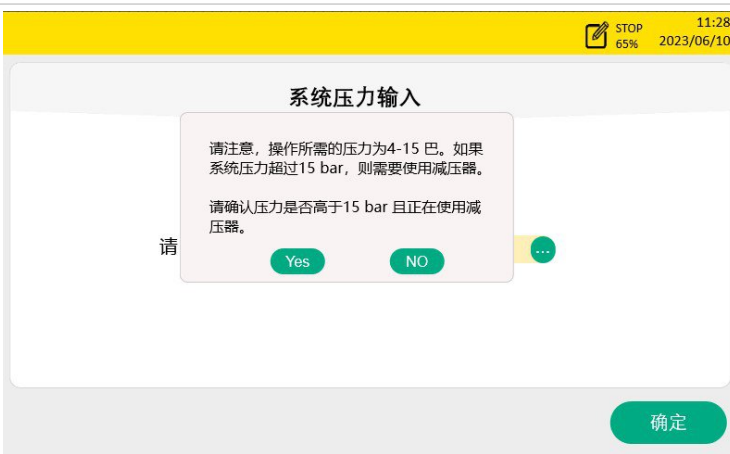 STOP
65%
11:28
2023/06/10
系统压力输入
请注意，操作所需的压力为4-15 巴。如果
系统压力超过15 bar，则需要使用减压器。
请确认压力是否高于15 bar 且正在使用减
压器。
请
Yes
NO
...
确定